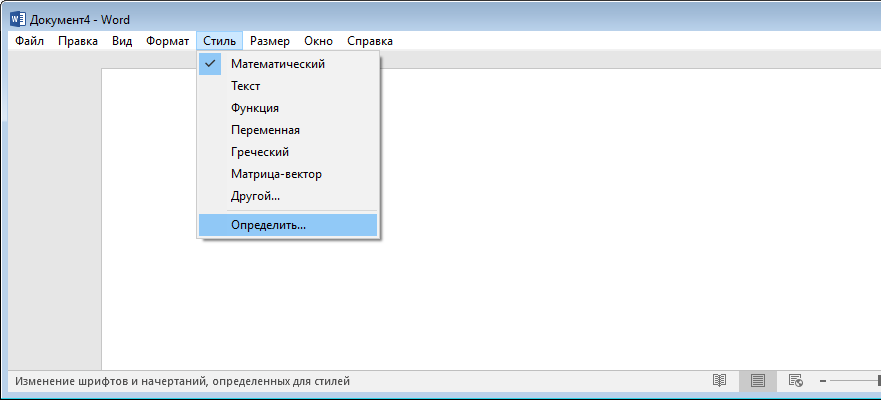 Документ4 - Word
Файл Правка Вид Формат Стиль Размер Окно Справка
Математический
Текст
Функция
Переменная
Греческий
Матрица-вектор
Другой...
Определить...
Изменение шрифтов и начертаний, определенных для стилей